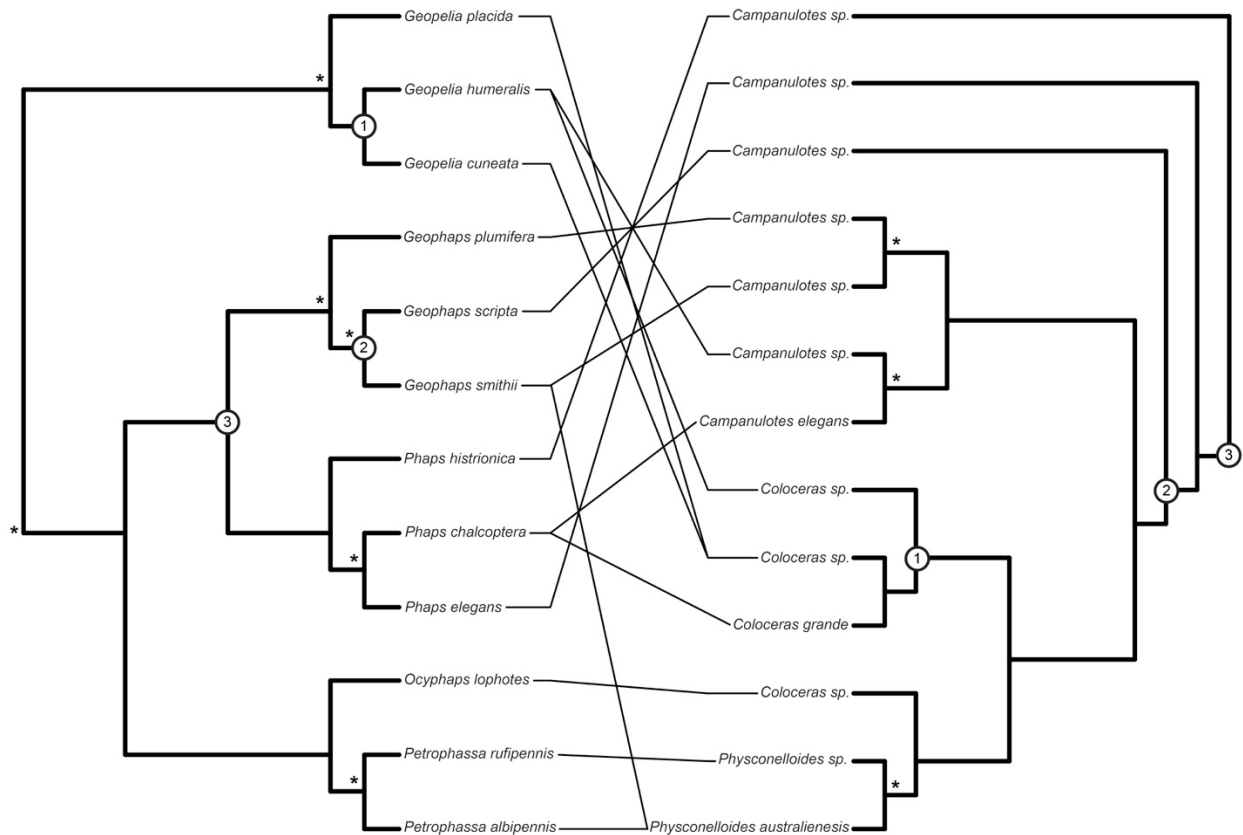 Geopelia placida
*
Geopelia humeralis
1
Geopelia cuneata
Geophaps plumifera
*
Geophaps scripta
*
2
Geophaps smithii
3
Phaps histrionica
Phaps chalcoptera
*
*
Phaps elegans
Ocyphaps lophotes
Petrophassa rufipennis
*
Petrophassa albipennis
Campanulotes sp.
Campanulotes sp.
Campanulotes sp.
Campanulotes sp.
*
Campanulotes sp.
Campanulotes sp.
*
Campanulotes elegans
3
Coloceras sp.
2
Coloceras sp.
1
Coloceras grande
Coloceras sp.
Physconelloides sp.
*
Physconelloides australienesis